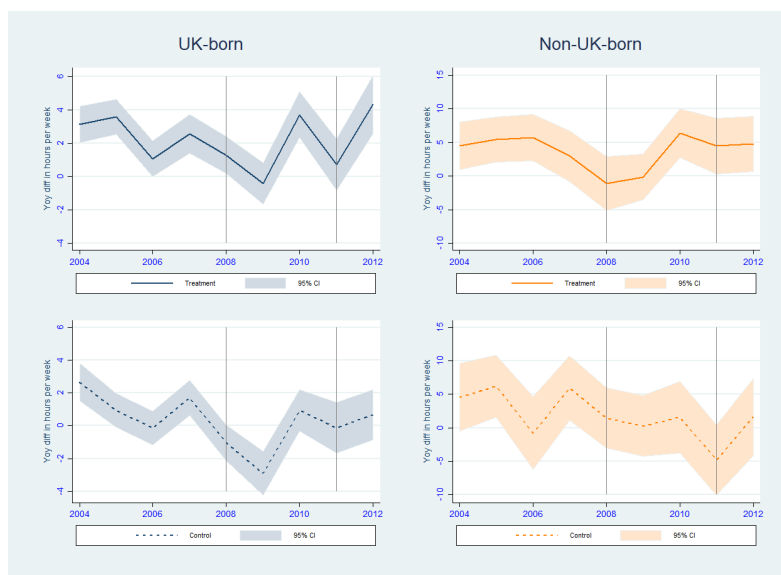 UK-born
Non-UK-born
Yoy diff in hours per week
6
4
2
0
-2
-4
2004 2006 2008 2010 2012
Treatment 95% CI
Yoy diff in hours per week
15
10
5
0
-5
-10
2004 2006 2008 2010 2012
Treatment 95% CI
Yoy diff in hours per week
6
4
2
0
-2
-4
2004 2006 2008 2010 2012
Control 95% CI
Yoy diff in hours per week
15
10
5
0
-5
-10
2004 2006 2008 2010 2012
Control 95% CI